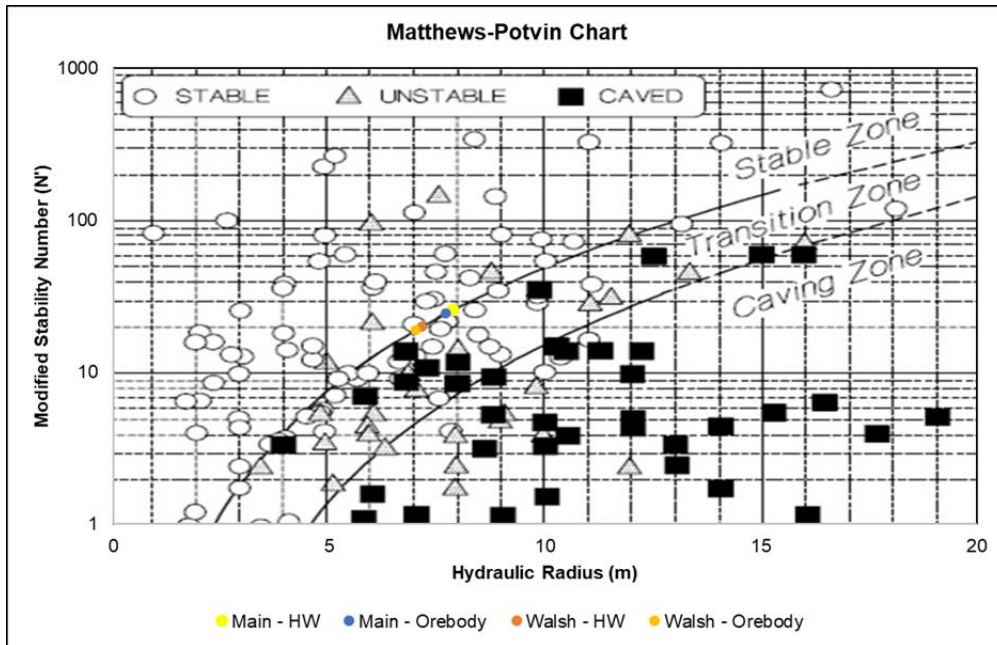 Matthews-Potvin Chart
Modified Stability Number (N')
1000
100
10
1
STABLE UNSTABLE CAVED
Stable Zone
Transition Zone
Caving Zone
0 5 10 15 20
Hydraulic Radius (m)
Main - HW Main - Orebody Walsh - HW Walsh - Orebody